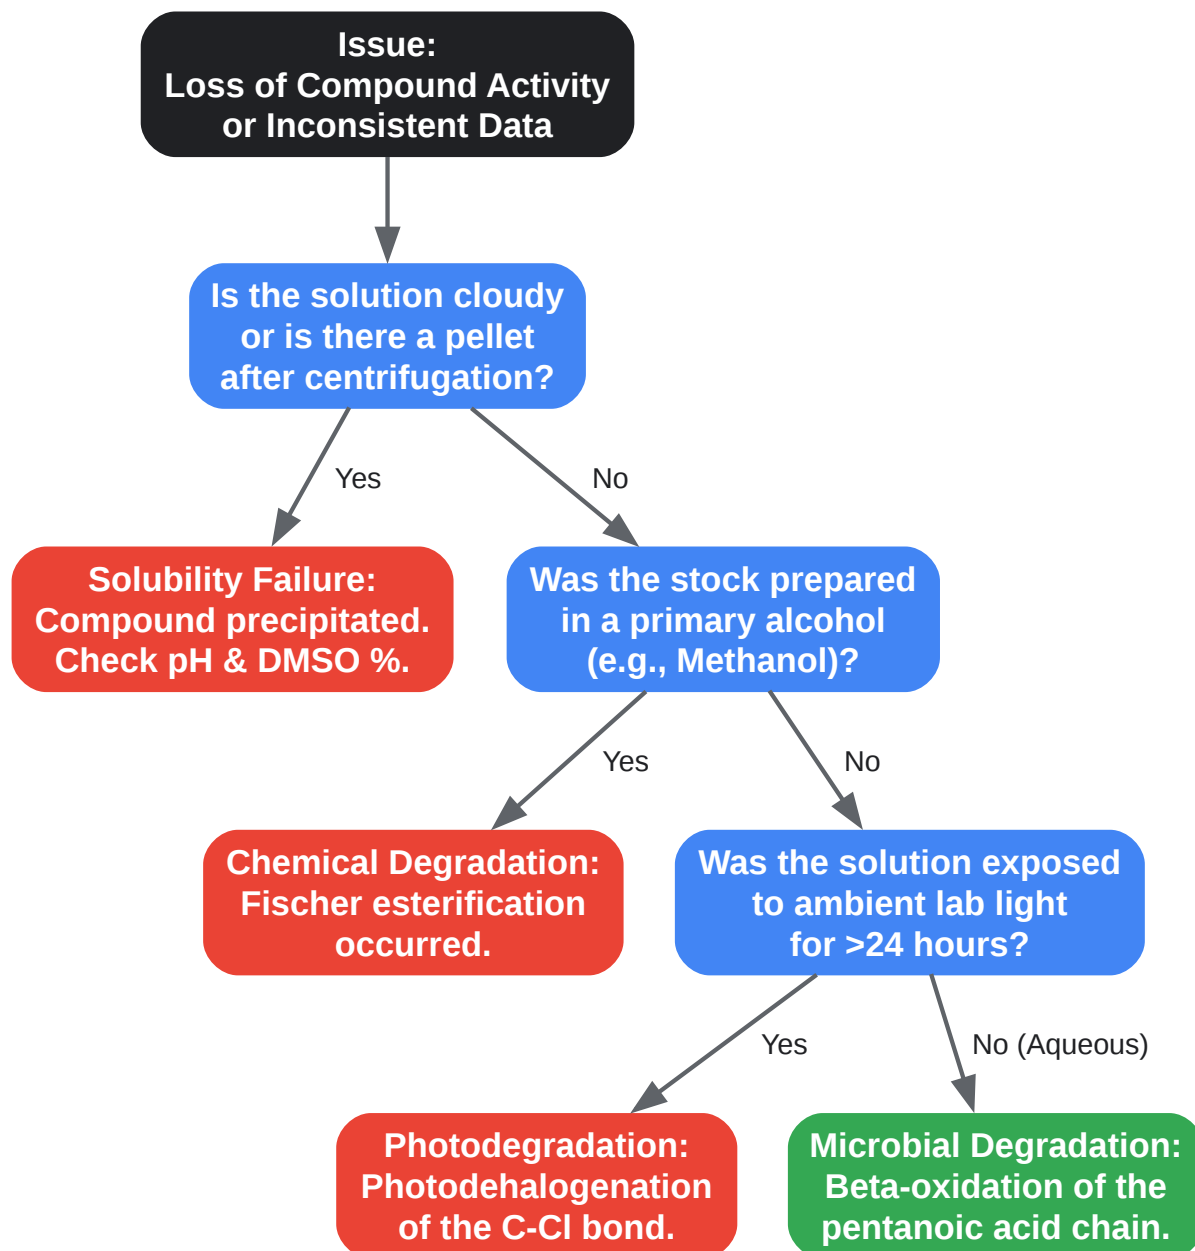 Issue:
Loss of Compound Activity
or Inconsistent Data
Is the solution cloudy
or is there a pellet
after centrifugation?
Yes
No
Solubility Failure:
Compound precipitated.
Check pH & DMSO %.
Was the stock prepared
in a primary alcohol
(e.g., Methanol)?
Yes
No
Chemical Degradation:
Fischer esterification
occurred.
Was the solution exposed
to ambient lab light
for >24 hours?
Yes
No (Aqueous)
Photodegradation:
Photodehalogenation
of the C-Cl bond.
Microbial Degradation:
Beta-oxidation of the
pentanoic acid chain.